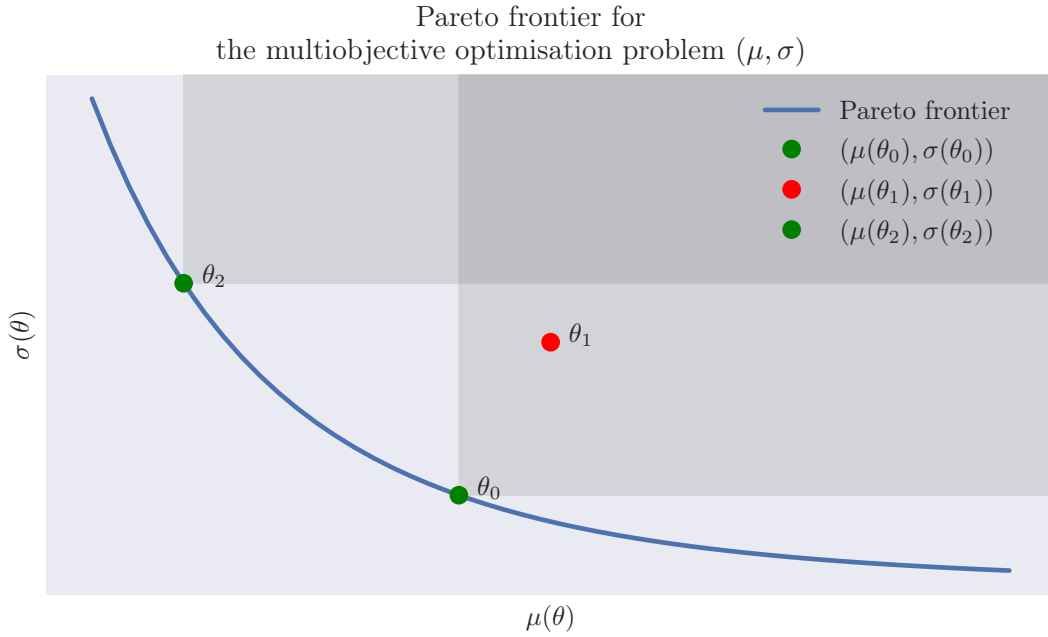 Pareto frontier for
the multiobjective optimisation problem (μ, σ)
Pareto frontier
(μ(θ₀), σ(θ₀))
(μ(θ₁), σ(θ₁))
(μ(θ₂), σ(θ₂))
θ₂
θ₁
θ₀
σ(θ)
μ(θ)